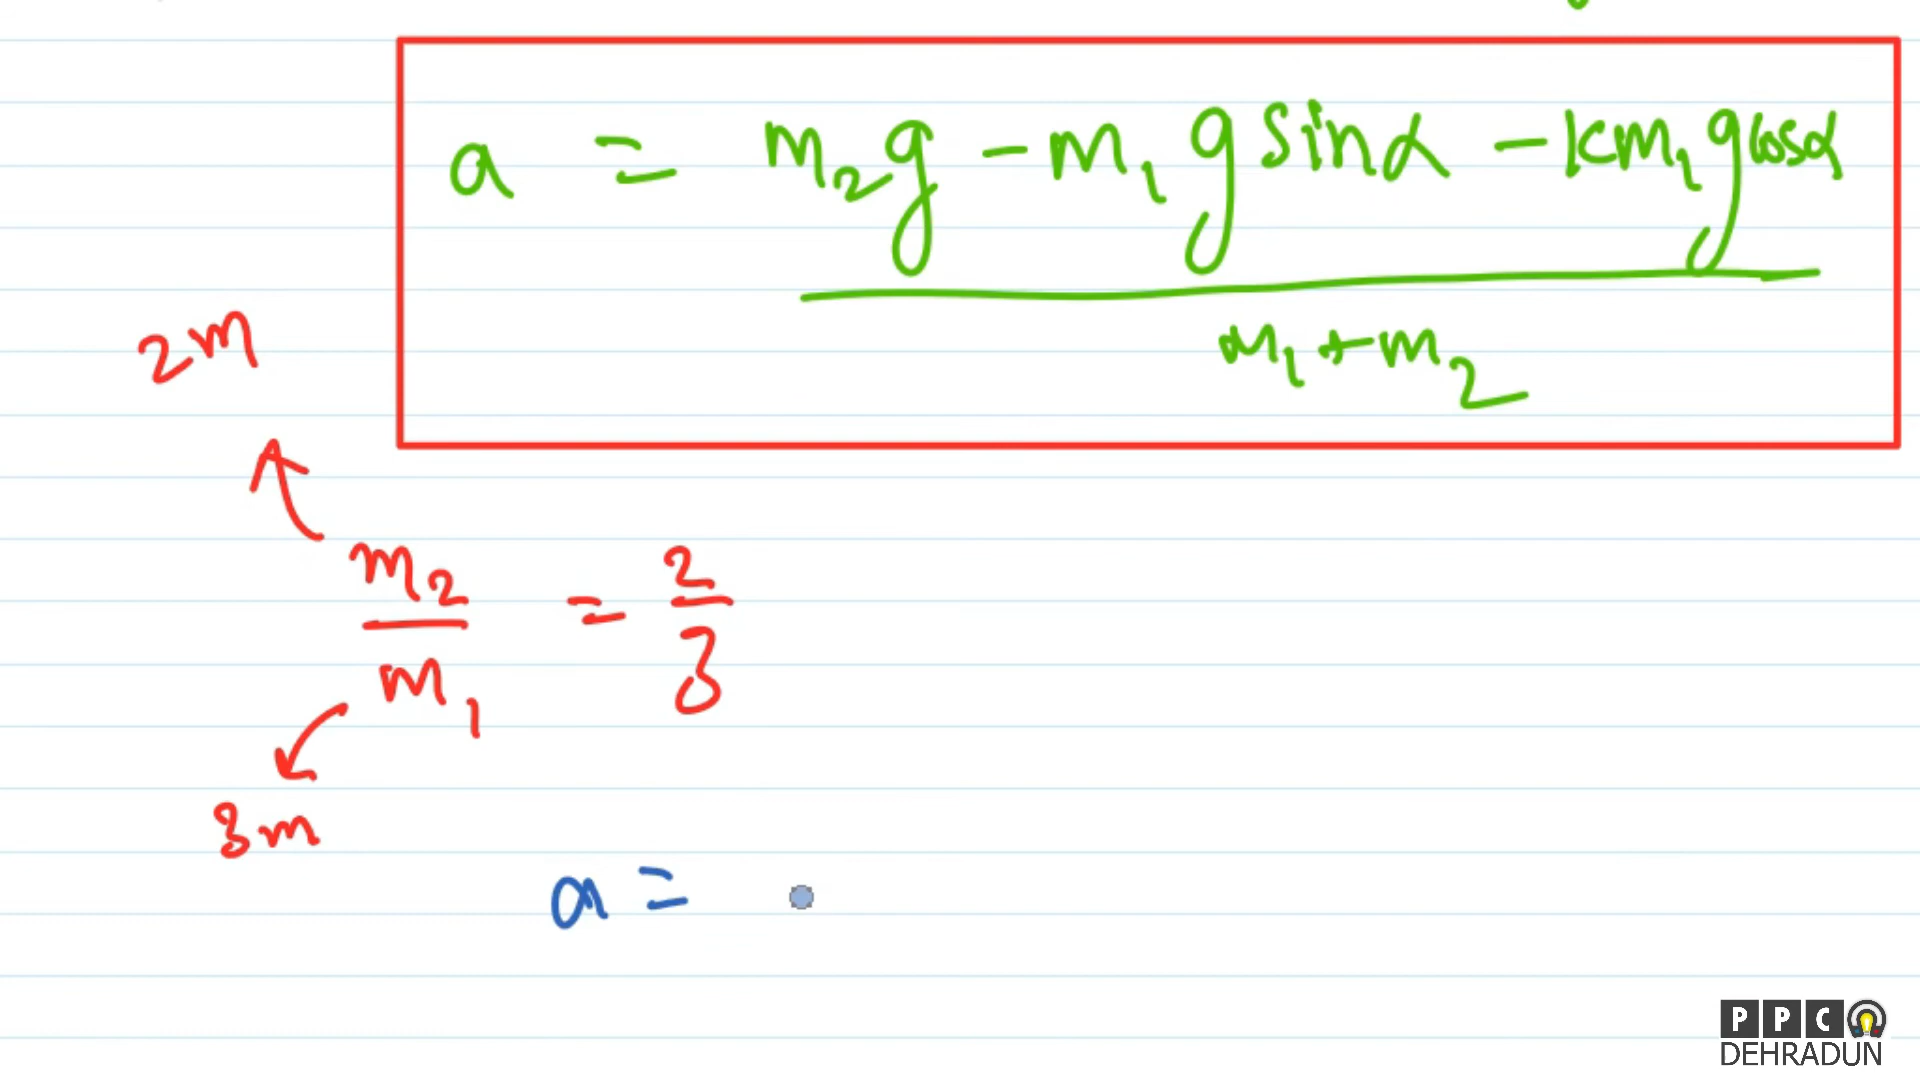 a = m₂g - m₁g sinα - km₁g cosα
m₁ + m₂
2m
m₂
m₁
= 2
3
3m
a =
PPC
DEHRADUN